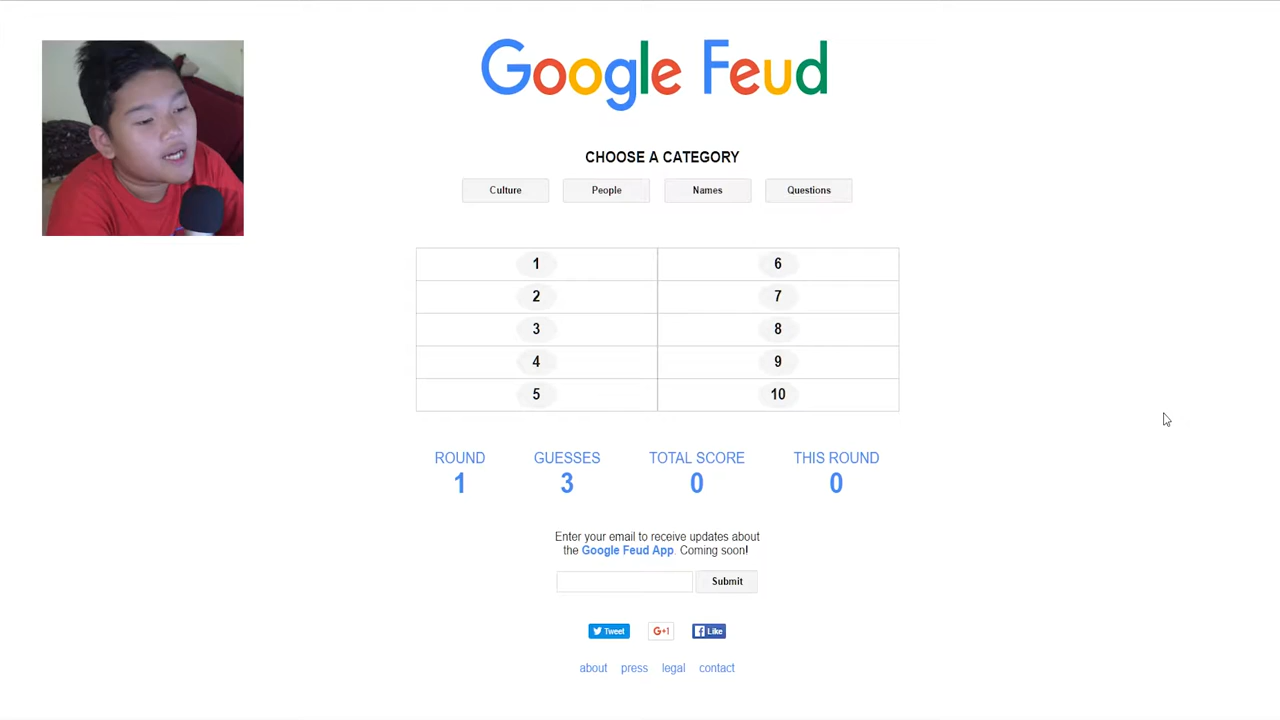 Google Feud
CHOOSE A CATEGORY
Culture People Names Questions
1 6
2 7
3 8
4 9
5 10
ROUND GUESSES TOTAL SCORE THIS ROUND
1 3 0 0
Enter your email to receive updates about
the Google Feud App. Coming soon!
Submit
Tweet G+1 Like
about press legal contact